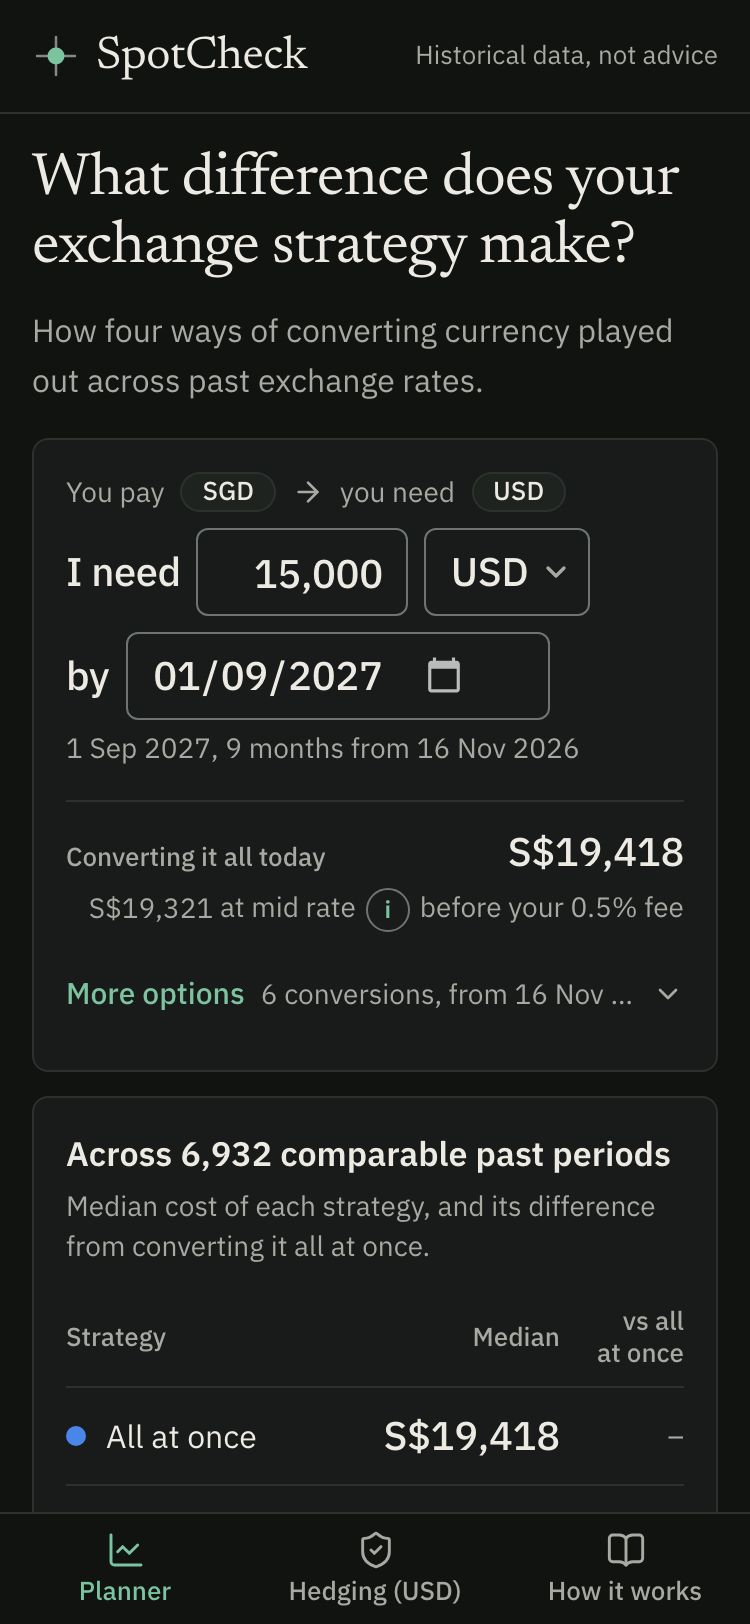 SpotCheck
Historical data, not advice
What difference does your
exchange strategy make?
How four ways of converting currency played
out across past exchange rates.
You pay SGD → you need USD
I need 15,000 USD
by 01/09/2027
1 Sep 2027, 9 months from 16 Nov 2026
Converting it all today S$19,418
S$19,321 at mid rate i before your 0.5% fee
More options 6 conversions, from 16 Nov ...
Across 6,932 comparable past periods
Median cost of each strategy, and its difference
from converting it all at once.
Strategy Median vs all
at once
All at once S$19,418 –
Planner Hedging (USD) How it works